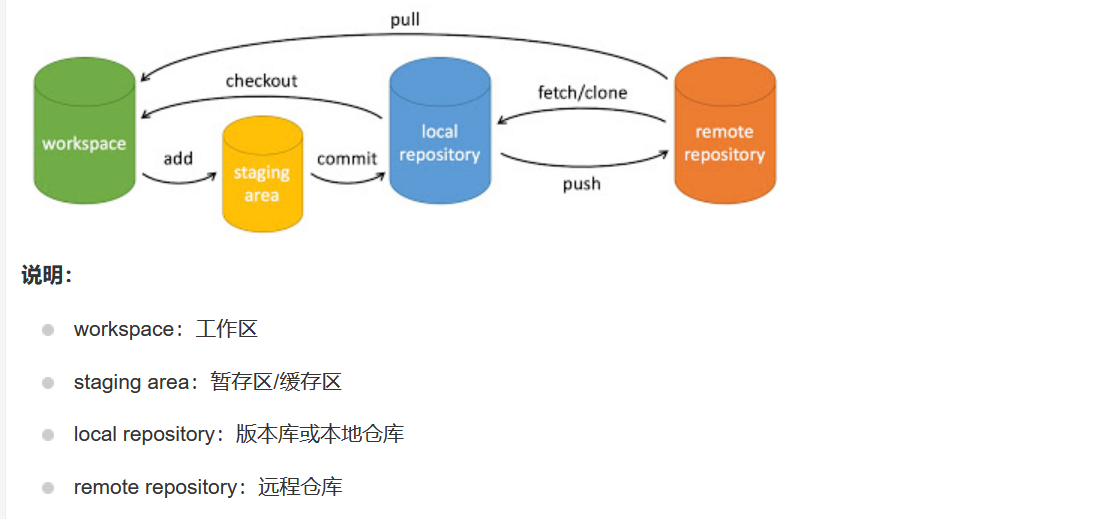 pull
checkout
fetch/clone
workspace
local
repository
remote
repository
add
staging
area
commit
push
说明：
workspace：工作区
staging area：暂存区/缓存区
local repository：版本库或本地仓库
remote repository：远程仓库